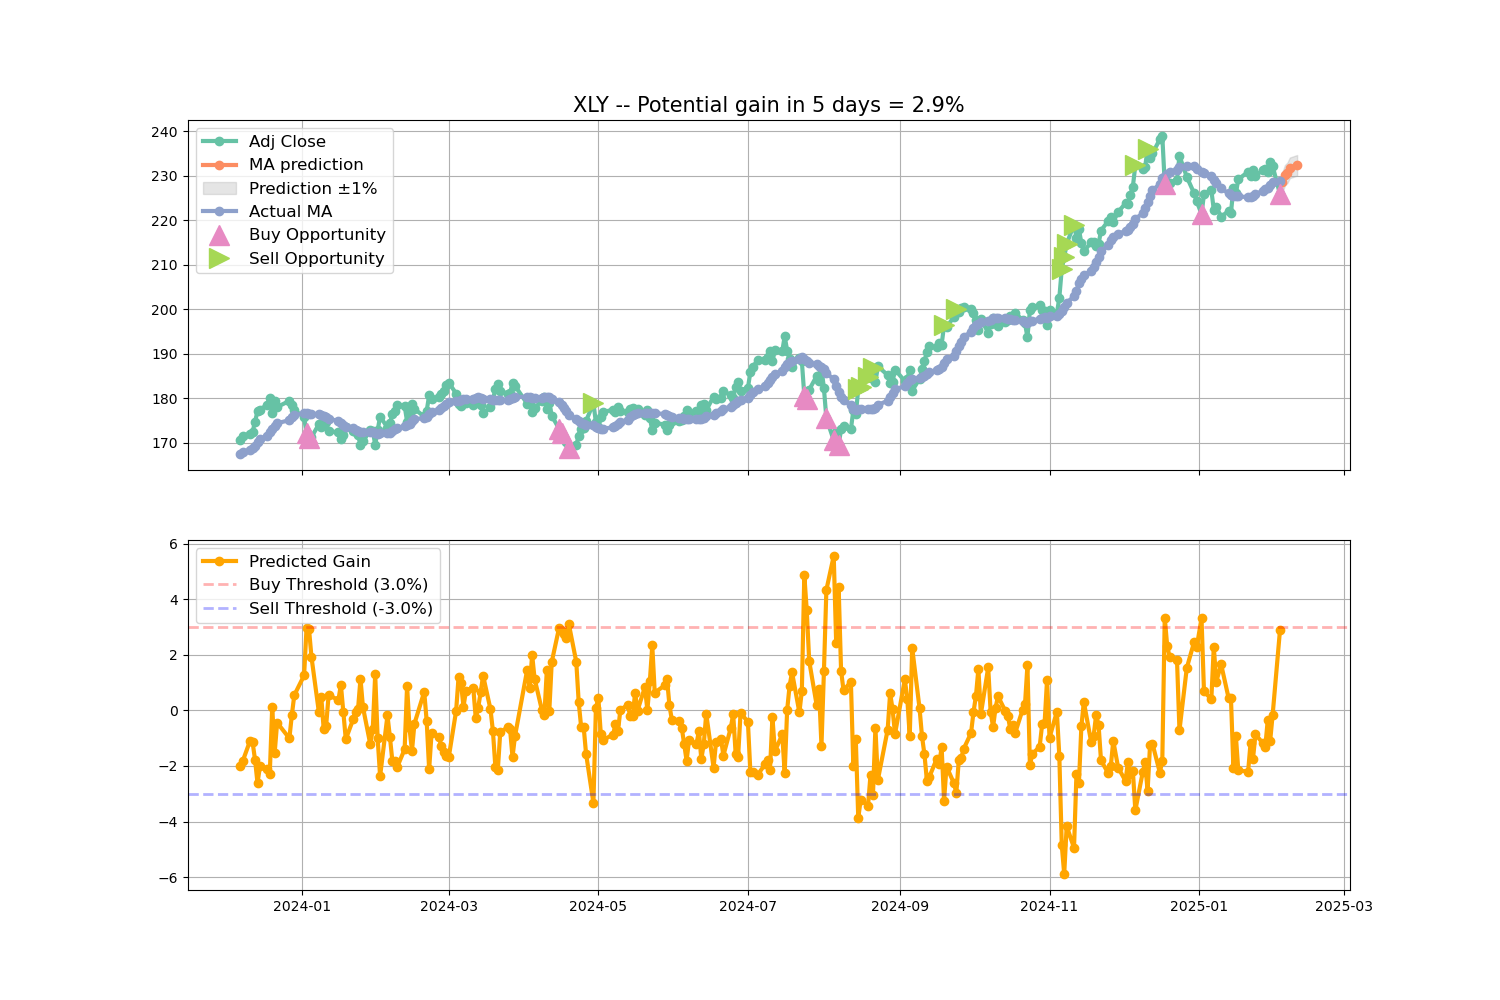 XLY -- Potential gain in 5 days = 2.9%
240
230
220
210
200
190
180
170
Adj Close
MA prediction
Prediction ±1%
Actual MA
Buy Opportunity
Sell Opportunity
6
4
2
0
−2
−4
−6
Predicted Gain
Buy Threshold (3.0%)
Sell Threshold (-3.0%)
2024-01
2024-03
2024-05
2024-07
2024-09
2024-11
2025-01
2025-03